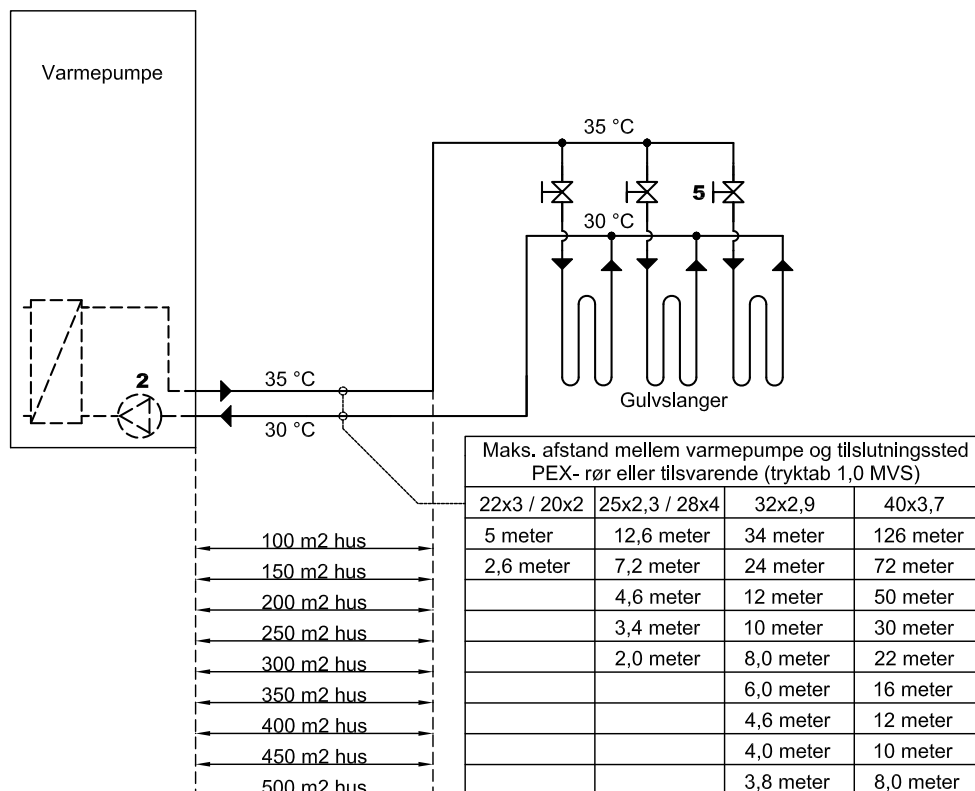 Varmepumpe
35 °C
5
30 °C
2
35 °C
30 °C
Gulvslanger
Maks. afstand mellem varmepumpe og tilslutningssted
PEX- rør eller tilsvarende (tryktab 1,0 MVS)
22x3 / 20x2 25x2,3 / 28x4 32x2,9 40x3,7
100 m2 hus 5 meter 12,6 meter 34 meter 126 meter
150 m2 hus 2,6 meter 7,2 meter 24 meter 72 meter
200 m2 hus 4,6 meter 12 meter 50 meter
250 m2 hus 3,4 meter 10 meter 30 meter
300 m2 hus 2,0 meter 8,0 meter 22 meter
350 m2 hus 6,0 meter 16 meter
400 m2 hus 4,6 meter 12 meter
450 m2 hus 4,0 meter 10 meter
500 m2 hus 3,8 meter 8,0 meter